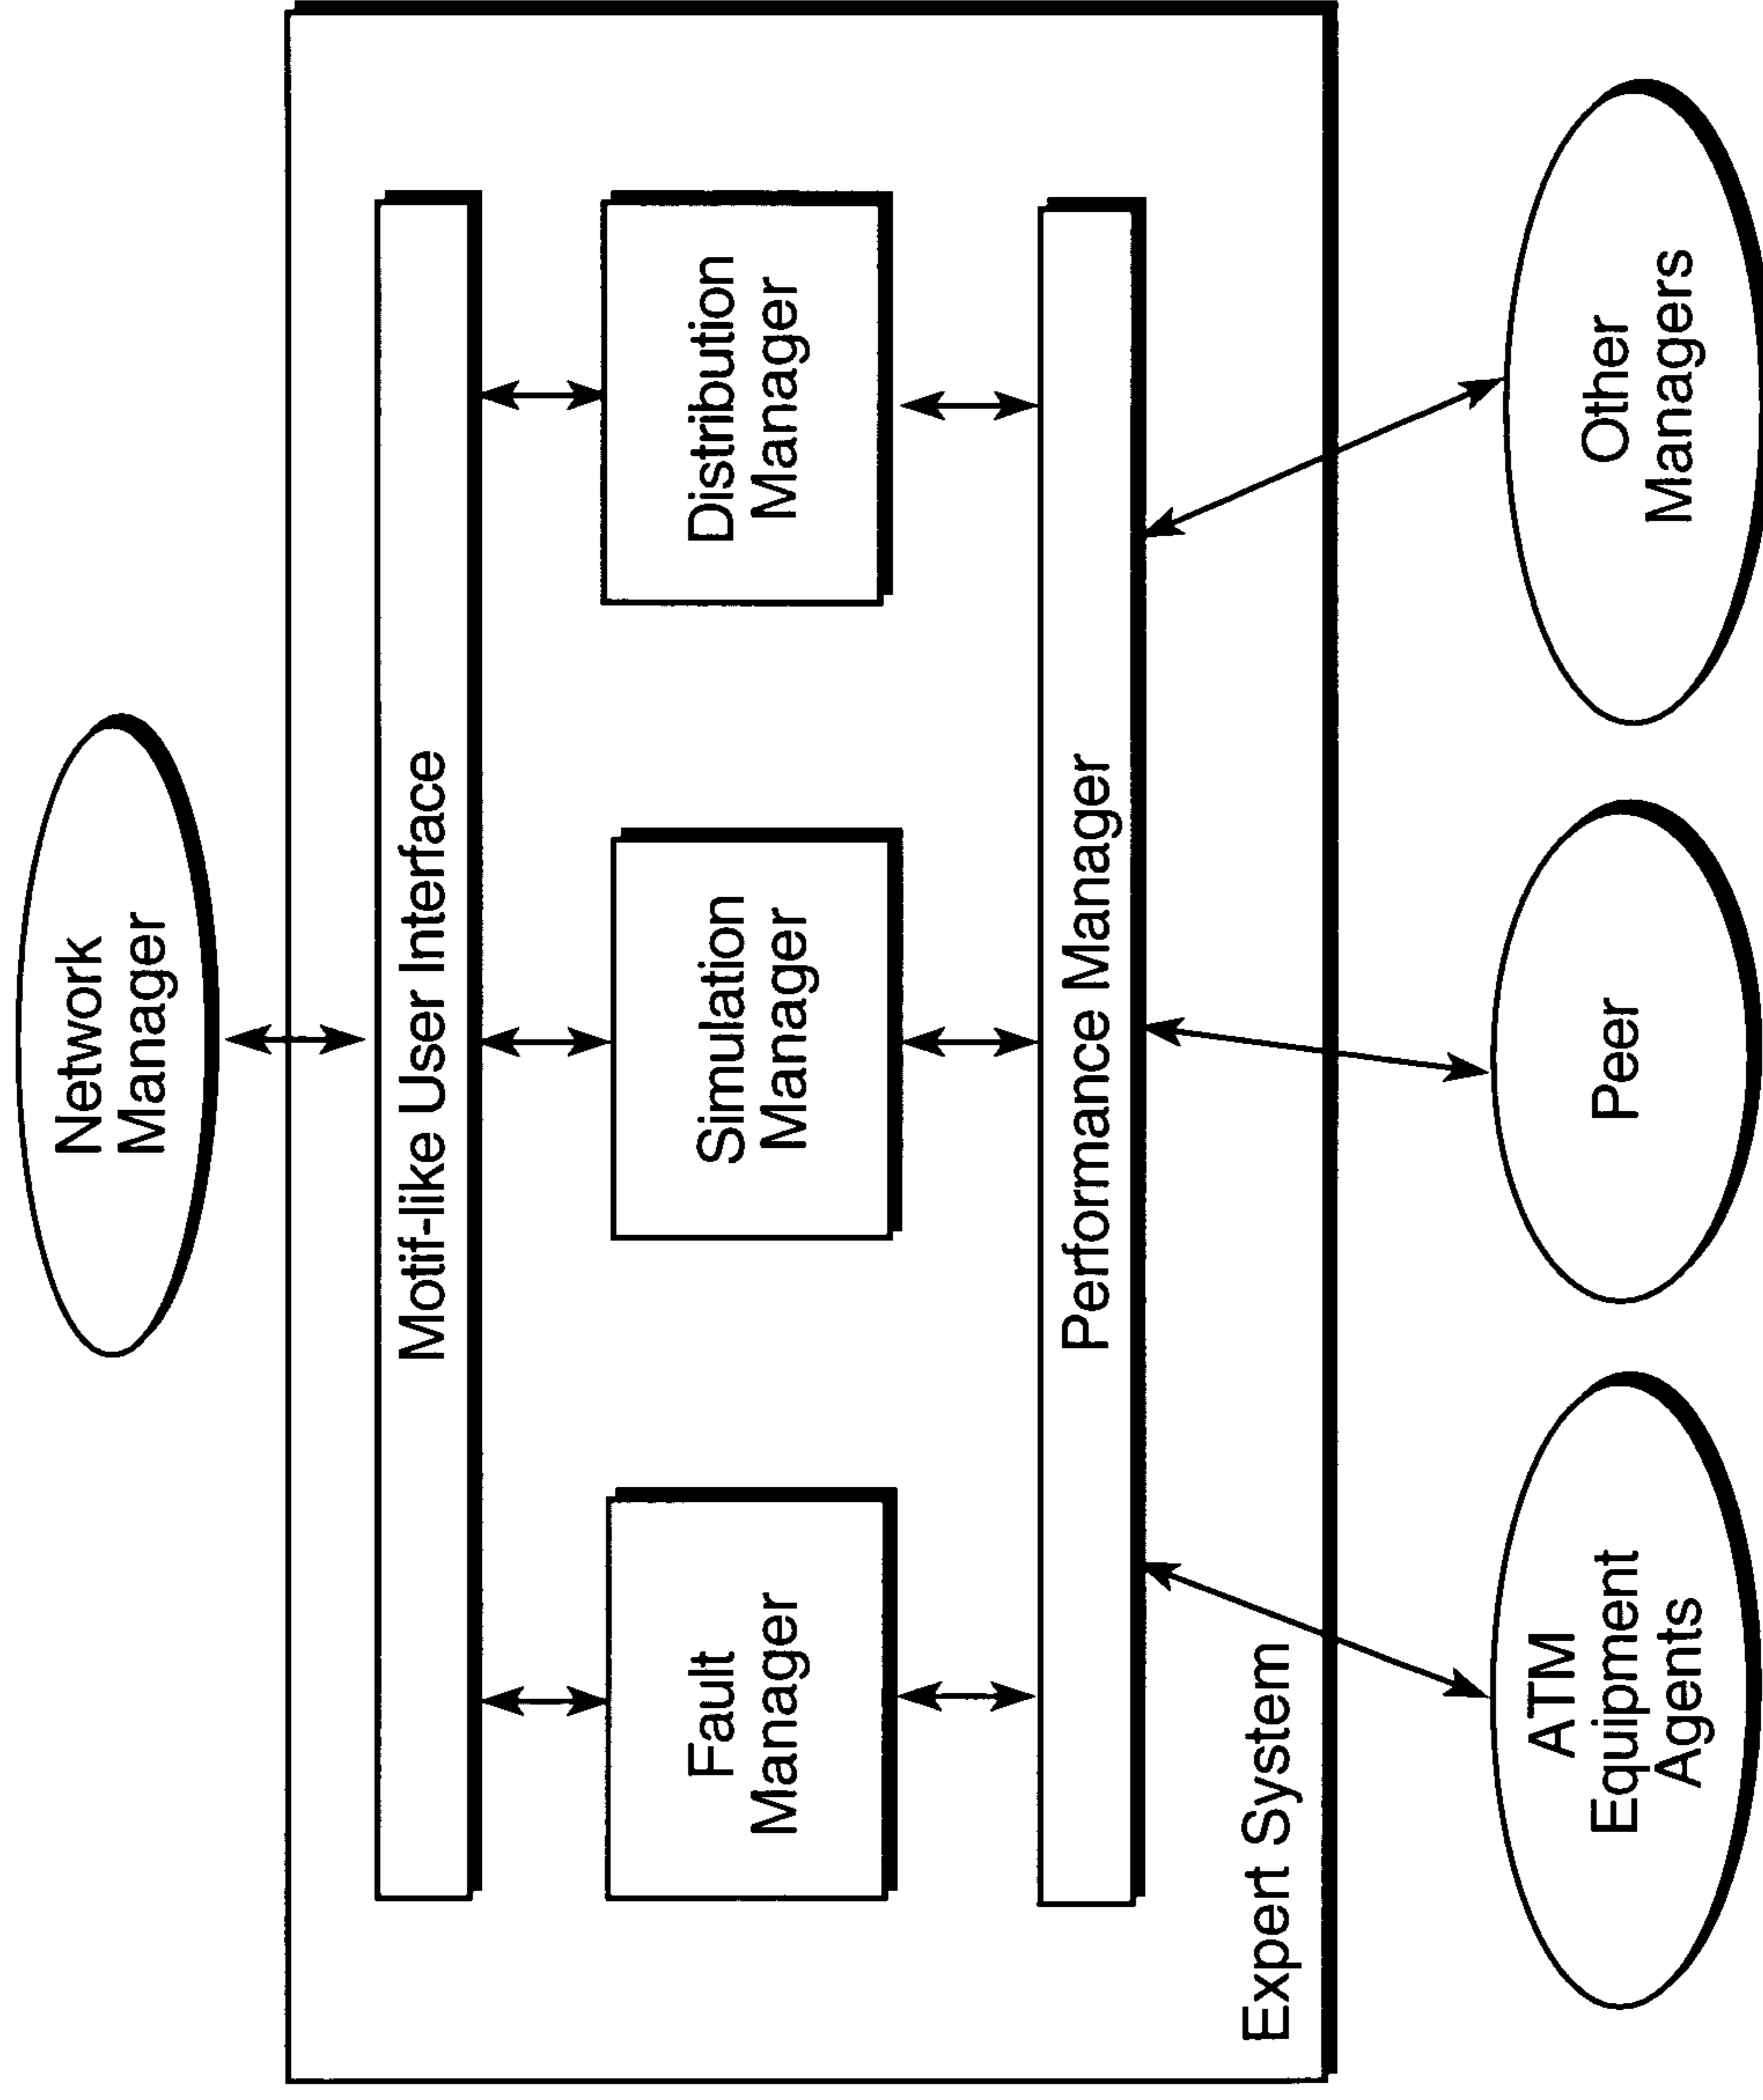 Network
Manager
Motif-like User Interface
Fault
Manager
Simulation
Manager
Distribution
Manager
Performance Manager
Expert System
ATM
Equipment
Agents
Peer
Other
Managers